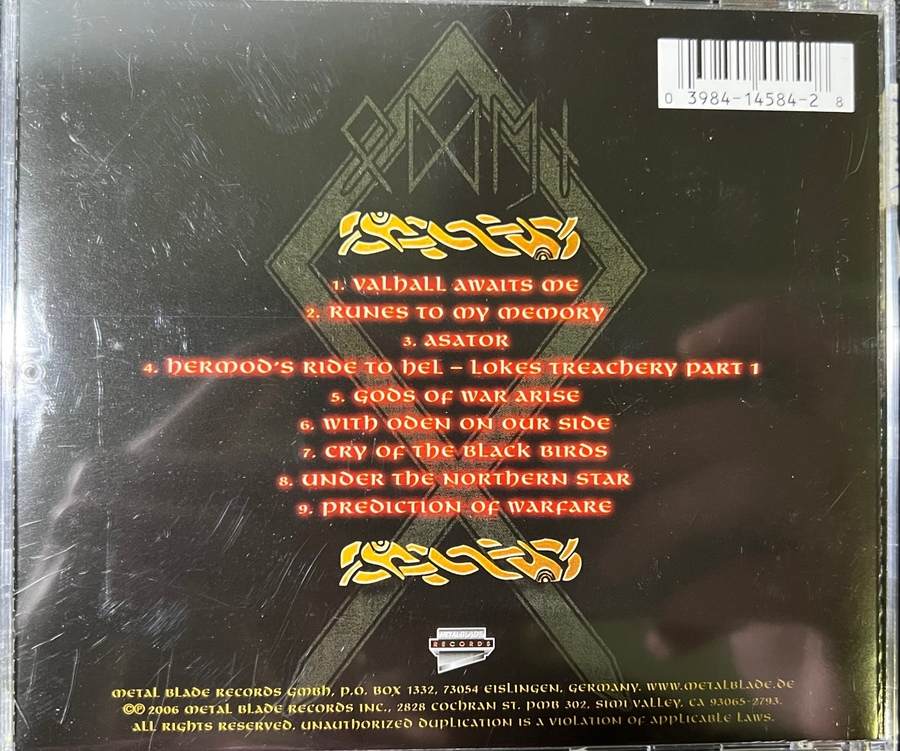 0 3984-14584-2 8
ᛟᛞᛖᚾ
1. VALHALL AWAITS ME
2. RUNES TO MY MEMORY
3. ASATOR
4. HERMOD'S RIDE TO HEL – LOKES TREACHERY PART 1
5. GODS OF WAR ARISE
6. WITH ODEN ON OUR SIDE
7. CRY OF THE BLACK BIRDS
8. UNDER THE NORTHERN STAR
9. PREDICTION OF WARFARE
METAL BLADE
RECORDS
METAL BLADE RECORDS GMBH, P.O. BOX 1332, 73054 EISLINGEN, GERMANY. WWW.METALBLADE.DE
©℗ 2006 METAL BLADE RECORDS INC., 2828 COCHRAN ST. PMB 302, SIMI VALLEY, CA 93065-2793.
ALL RIGHTS RESERVED. UNAUTHORIZED DUPLICATION IS A VIOLATION OF APPLICABLE LAWS.